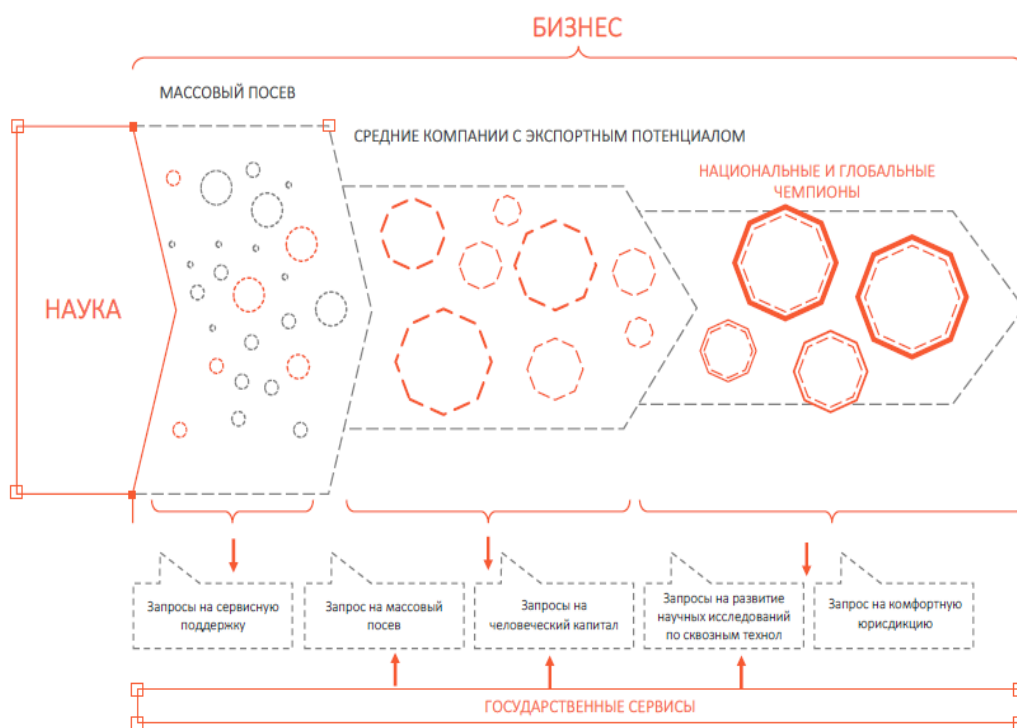 БИЗНЕС
МАССОВЫЙ ПОСЕВ
СРЕДНИЕ КОМПАНИИ С ЭКСПОРТНЫМ ПОТЕНЦИАЛОМ
НАЦИОНАЛЬНЫЕ И ГЛОБАЛЬНЫЕ
ЧЕМПИОНЫ
НАУКА
Запросы на сервисную
поддержку
Запрос на массовый
посев
Запросы на
человеческий капитал
Запросы на развитие
научных исследований
по сквозным технол
Запрос на комфортную
юрисдикцию
ГОСУДАРСТВЕННЫЕ СЕРВИСЫ